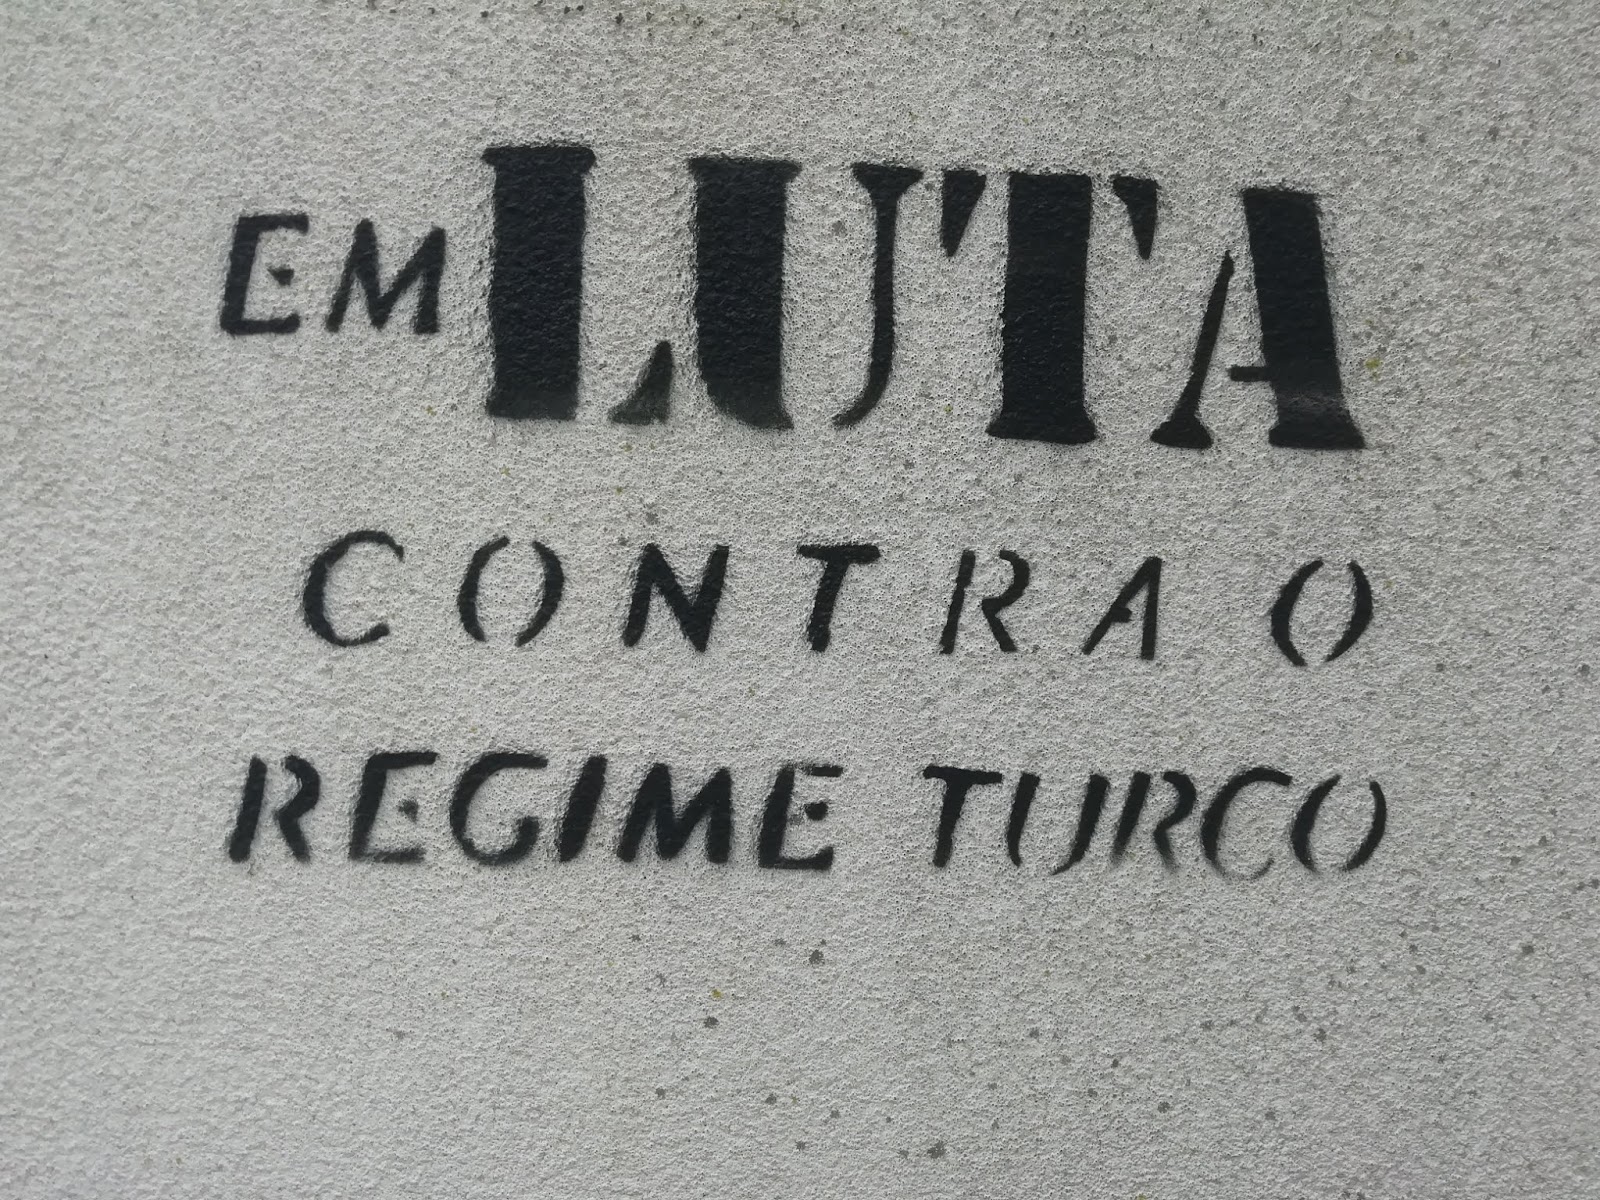 EM LUTA
CONTRA O
REGIME TURCO